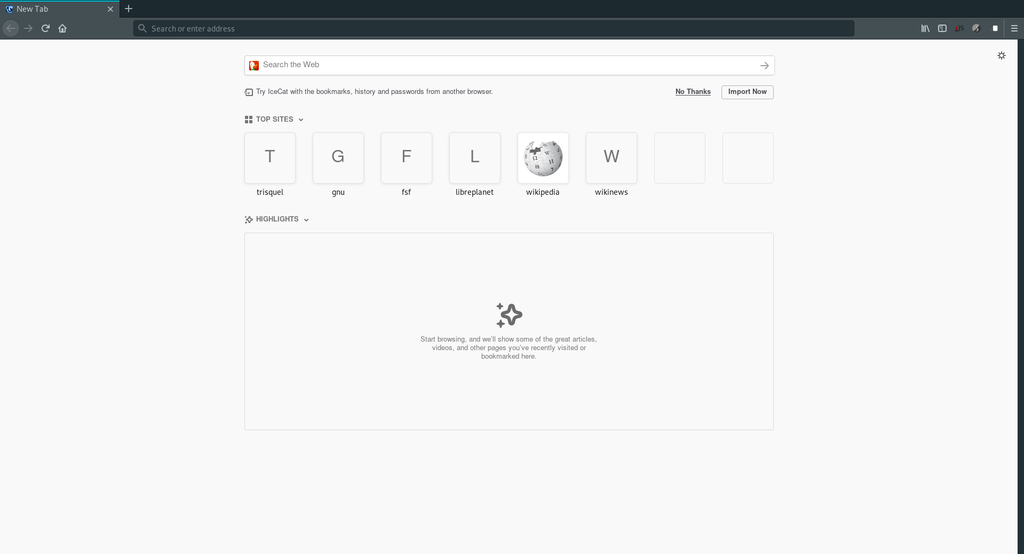 New Tab
Search or enter address
Search the Web
Try IceCat with the bookmarks, history and passwords from another browser.
No Thanks
Import Now
TOP SITES
T
G
F
L
W
trisquel
gnu
fsf
libreplanet
wikipedia
wikinews
HIGHLIGHTS
Start browsing, and we'll show some of the great articles,
videos, and other pages you've recently visited or
bookmarked here.